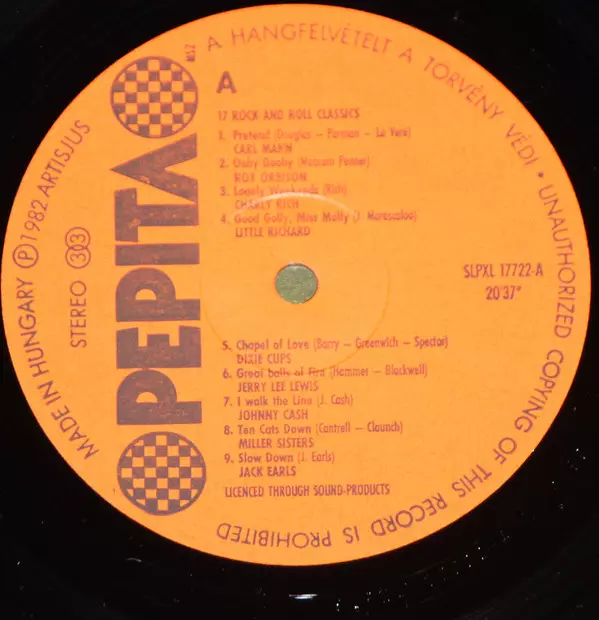 A HANGFELVÉTELT A TÖRVÉNY VÉDI · UNAUTHORIZED COPYING OF THIS RECORD IS PROHIBITED
MADE IN HUNGARY Ⓟ 1982 ARTISJUS
STEREO 33
PEPITA
MSZ
A
17 ROCK AND ROLL CLASSICS
1. Pretend (Douglas – Parman – La Vere)
CARL MANN
2. Ooby Dooby (Penner)
ROY ORBISON
3. Lonely Weekends (Rich)
CHARLY RICH
4. Good Golly, Miss Molly (J. Marascalco)
LITTLE RICHARD
SLPXL 17722-A
20'37"
5. Chapel of Love (Barry – Greenwich – Spector)
DIXIE CUPS
6. Great balls of Fire (Hammer – Blackwell)
JERRY LEE LEWIS
7. I walk the Line (J. Cash)
JOHNNY CASH
8. Ten Cats Down (Cantrell – Claunch)
MILLER SISTERS
9. Slow Down (J. Earls)
JACK EARLS
LICENCED THROUGH SOUND-PRODUCTS